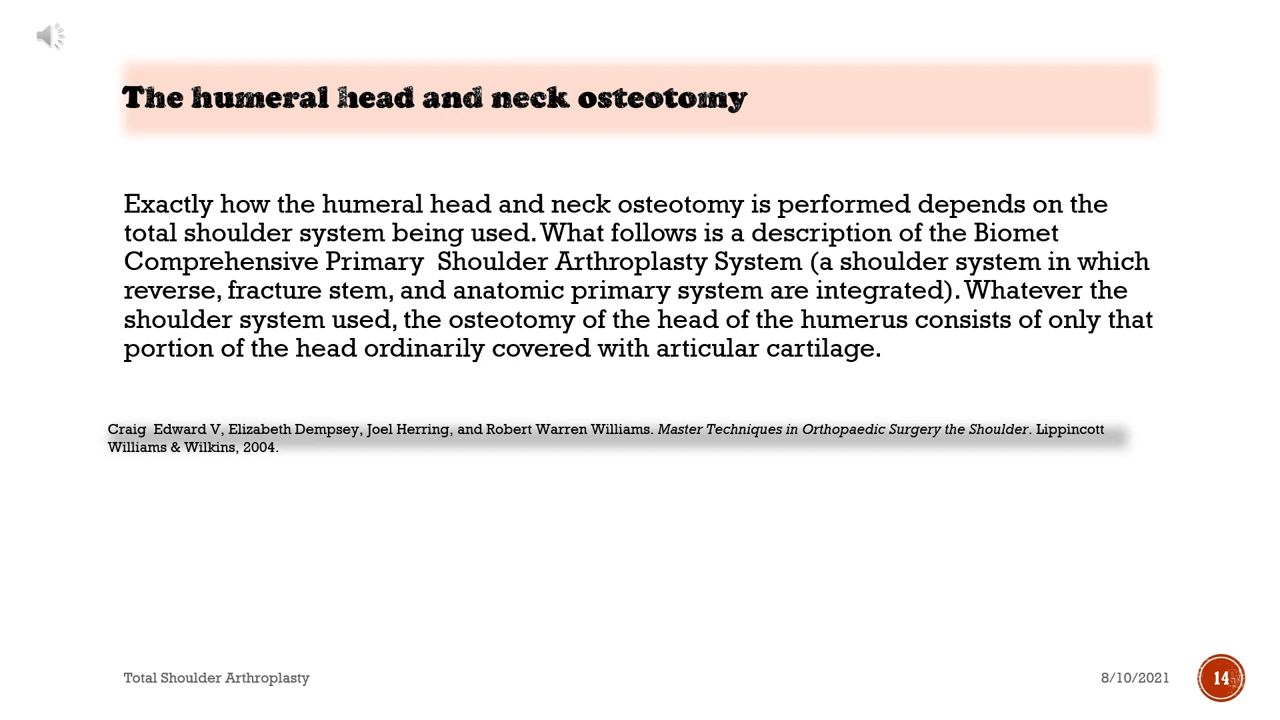 The humeral head and neck osteotomy
Exactly how the humeral head and neck osteotomy is performed depends on the
total shoulder system being used. What follows is a description of the Biomet
Comprehensive Primary  Shoulder Arthroplasty System (a shoulder system in which
reverse, fracture stem, and anatomic primary system are integrated). Whatever the
shoulder system used, the osteotomy of the head of the humerus consists of only that
portion of the head ordinarily covered with articular cartilage.
Craig  Edward V, Elizabeth Dempsey, Joel Herring, and Robert Warren Williams. Master Techniques in Orthopaedic Surgery the Shoulder. Lippincott
Williams & Wilkins, 2004.
Total Shoulder Arthroplasty
8/10/2021
14